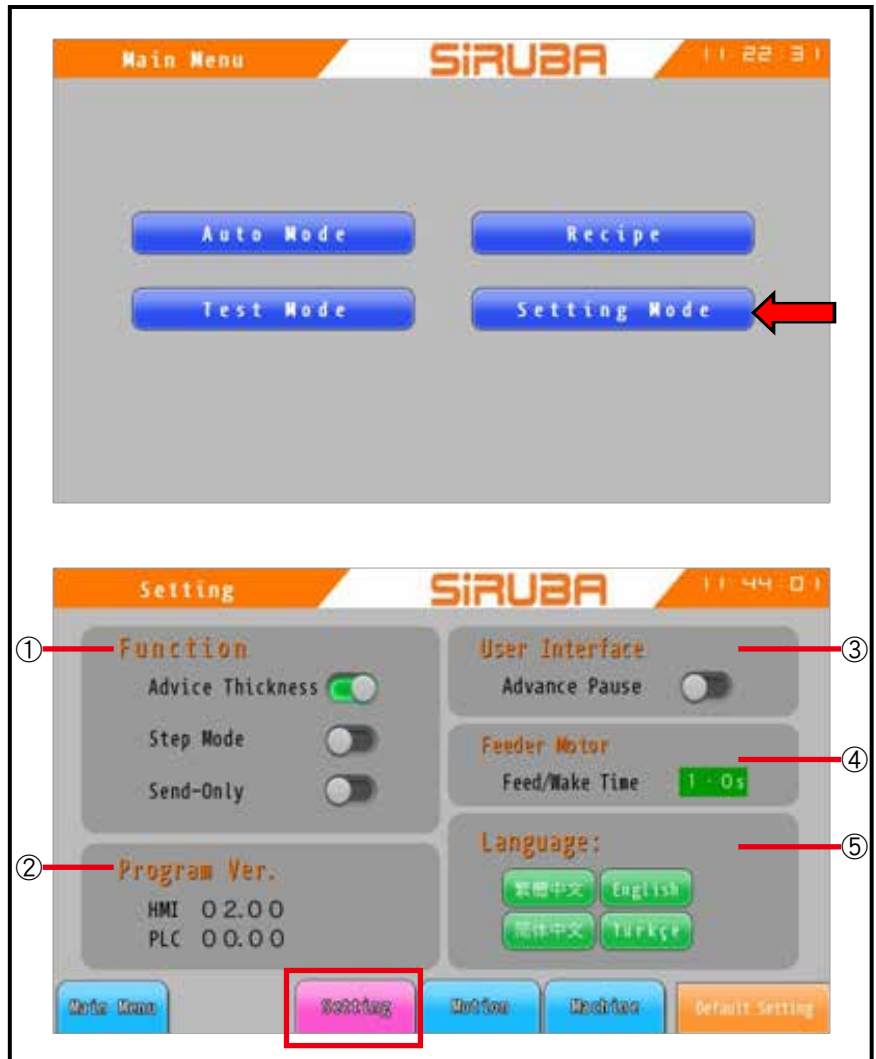 Main Menu SiRUBA 11:22:31
Auto Mode Recipe
Test Mode Setting Mode
Setting SiRUBA 11:44:01
① Function User Interface ③
Advice Thickness Advance Pause
Step Mode Feeder Motor ④
Send-Only Feed/Wake Time 1.0s
② Program Ver. Language: ⑤
HMI 02.00 繁體中文 English
PLC 00.00 简体中文 Türkçe
Main Menu Setting Motion Machine Default Setting